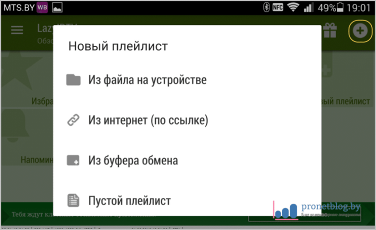 MTS.BY 49% 19:01
Новый плейлист
Из файла на устройстве
Из интернет (по ссылке)
Из буфера обмена
Пустой плейлист
pronetblog.by